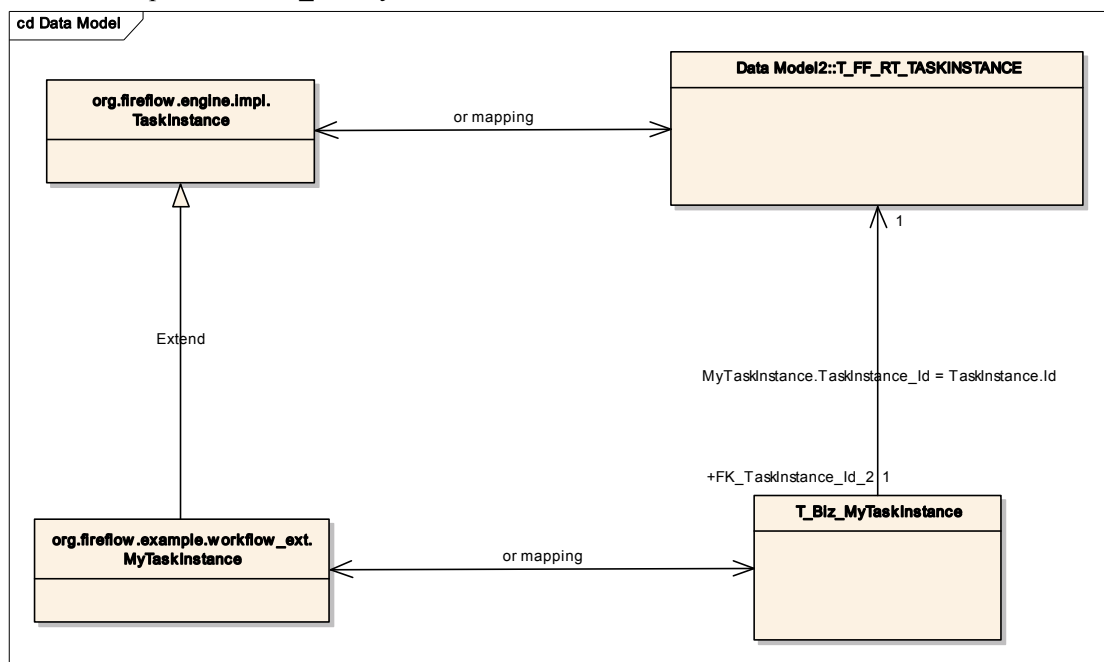 cd Data Model
Data Model2::T_FF_RT_TASKINSTANCE
org.fireflow.engine.impl.
TaskInstance
or mapping
1
Extend
MyTaskInstance.TaskInstance_Id = TaskInstance.Id
+FK_TaskInstance_Id_2 1
T_Biz_MyTaskInstance
org.fireflow.example.workflow_ext.
MyTaskInstance
or mapping